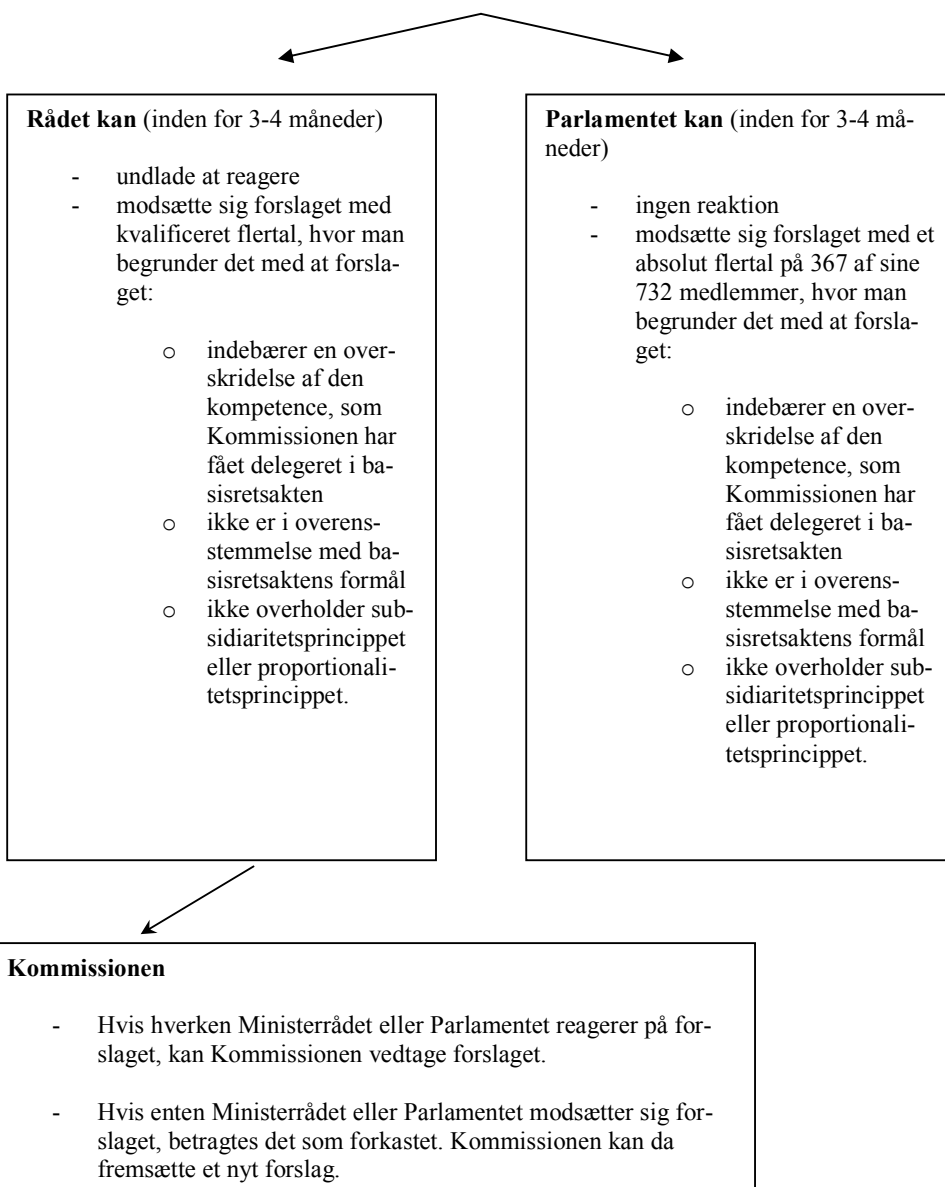 Rådet kan (inden for 3-4 måneder)
- undlade at reagere
- modsætte sig forslaget med
kvalificeret flertal, hvor man
begrunder det med at forsla-
get:
o indebærer en over-
skridelse af den
kompetence, som
Kommissionen har
fået delegeret i ba-
sisretsakten
o ikke er i overens-
stemmelse med ba-
sisretsaktens formål
o ikke overholder sub-
sidiaritetsprincippet
eller proportionali-
tetsprincippet.
Parlamentet kan (inden for 3-4 må-
neder)
- ingen reaktion
- modsætte sig forslaget med et
absolut flertal på 367 af sine
732 medlemmer, hvor man
begrunder det med at forsla-
get:
o indebærer en over-
skridelse af den
kompetence, som
Kommissionen har
fået delegeret i ba-
sisretsakten
o ikke er i overens-
stemmelse med ba-
sisretsaktens formål
o ikke overholder sub-
sidiaritetsprincippet
eller proportionali-
tetsprincippet.
Kommissionen
- Hvis hverken Ministerrådet eller Parlamentet reagerer på for-
slaget, kan Kommissionen vedtage forslaget.
- Hvis enten Ministerrådet eller Parlamentet modsætter sig for-
slaget, betragtes det som forkastet. Kommissionen kan da
fremsætte et nyt forslag.